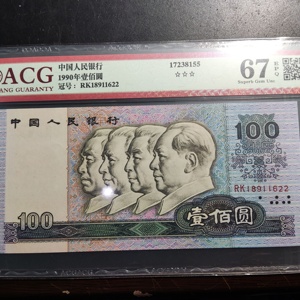 ACG
ANG GUARANTY
中国人民银行
1990年壹佰圆
冠号：RK18911622
17238155
☆☆☆
67 EPQ
Superb Gem Unc
中国人民银行
100
RK18911622
100
壹佰圆